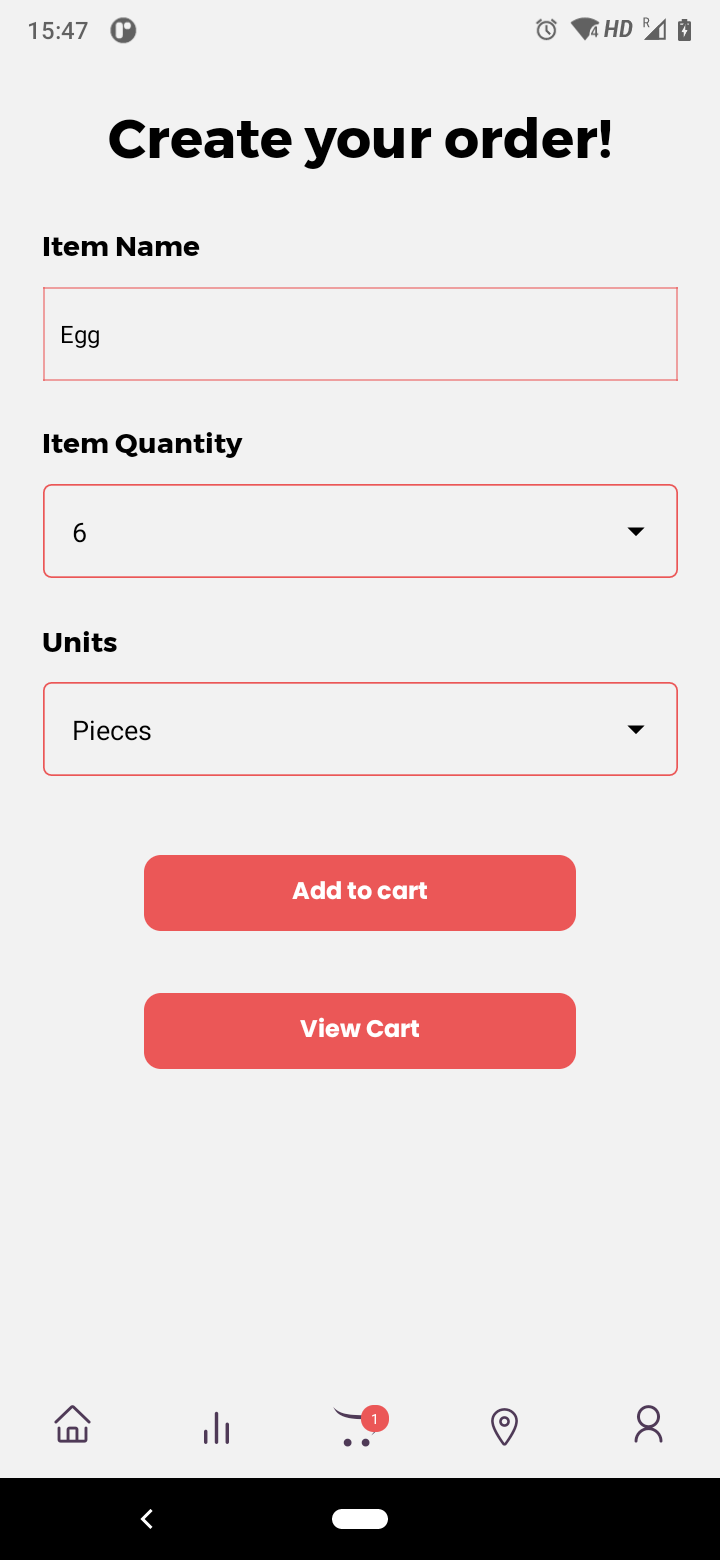 15:47
4 HD R
Create your order!
Item Name
Egg
Item Quantity
6
Units
Pieces
Add to cart
View Cart
1